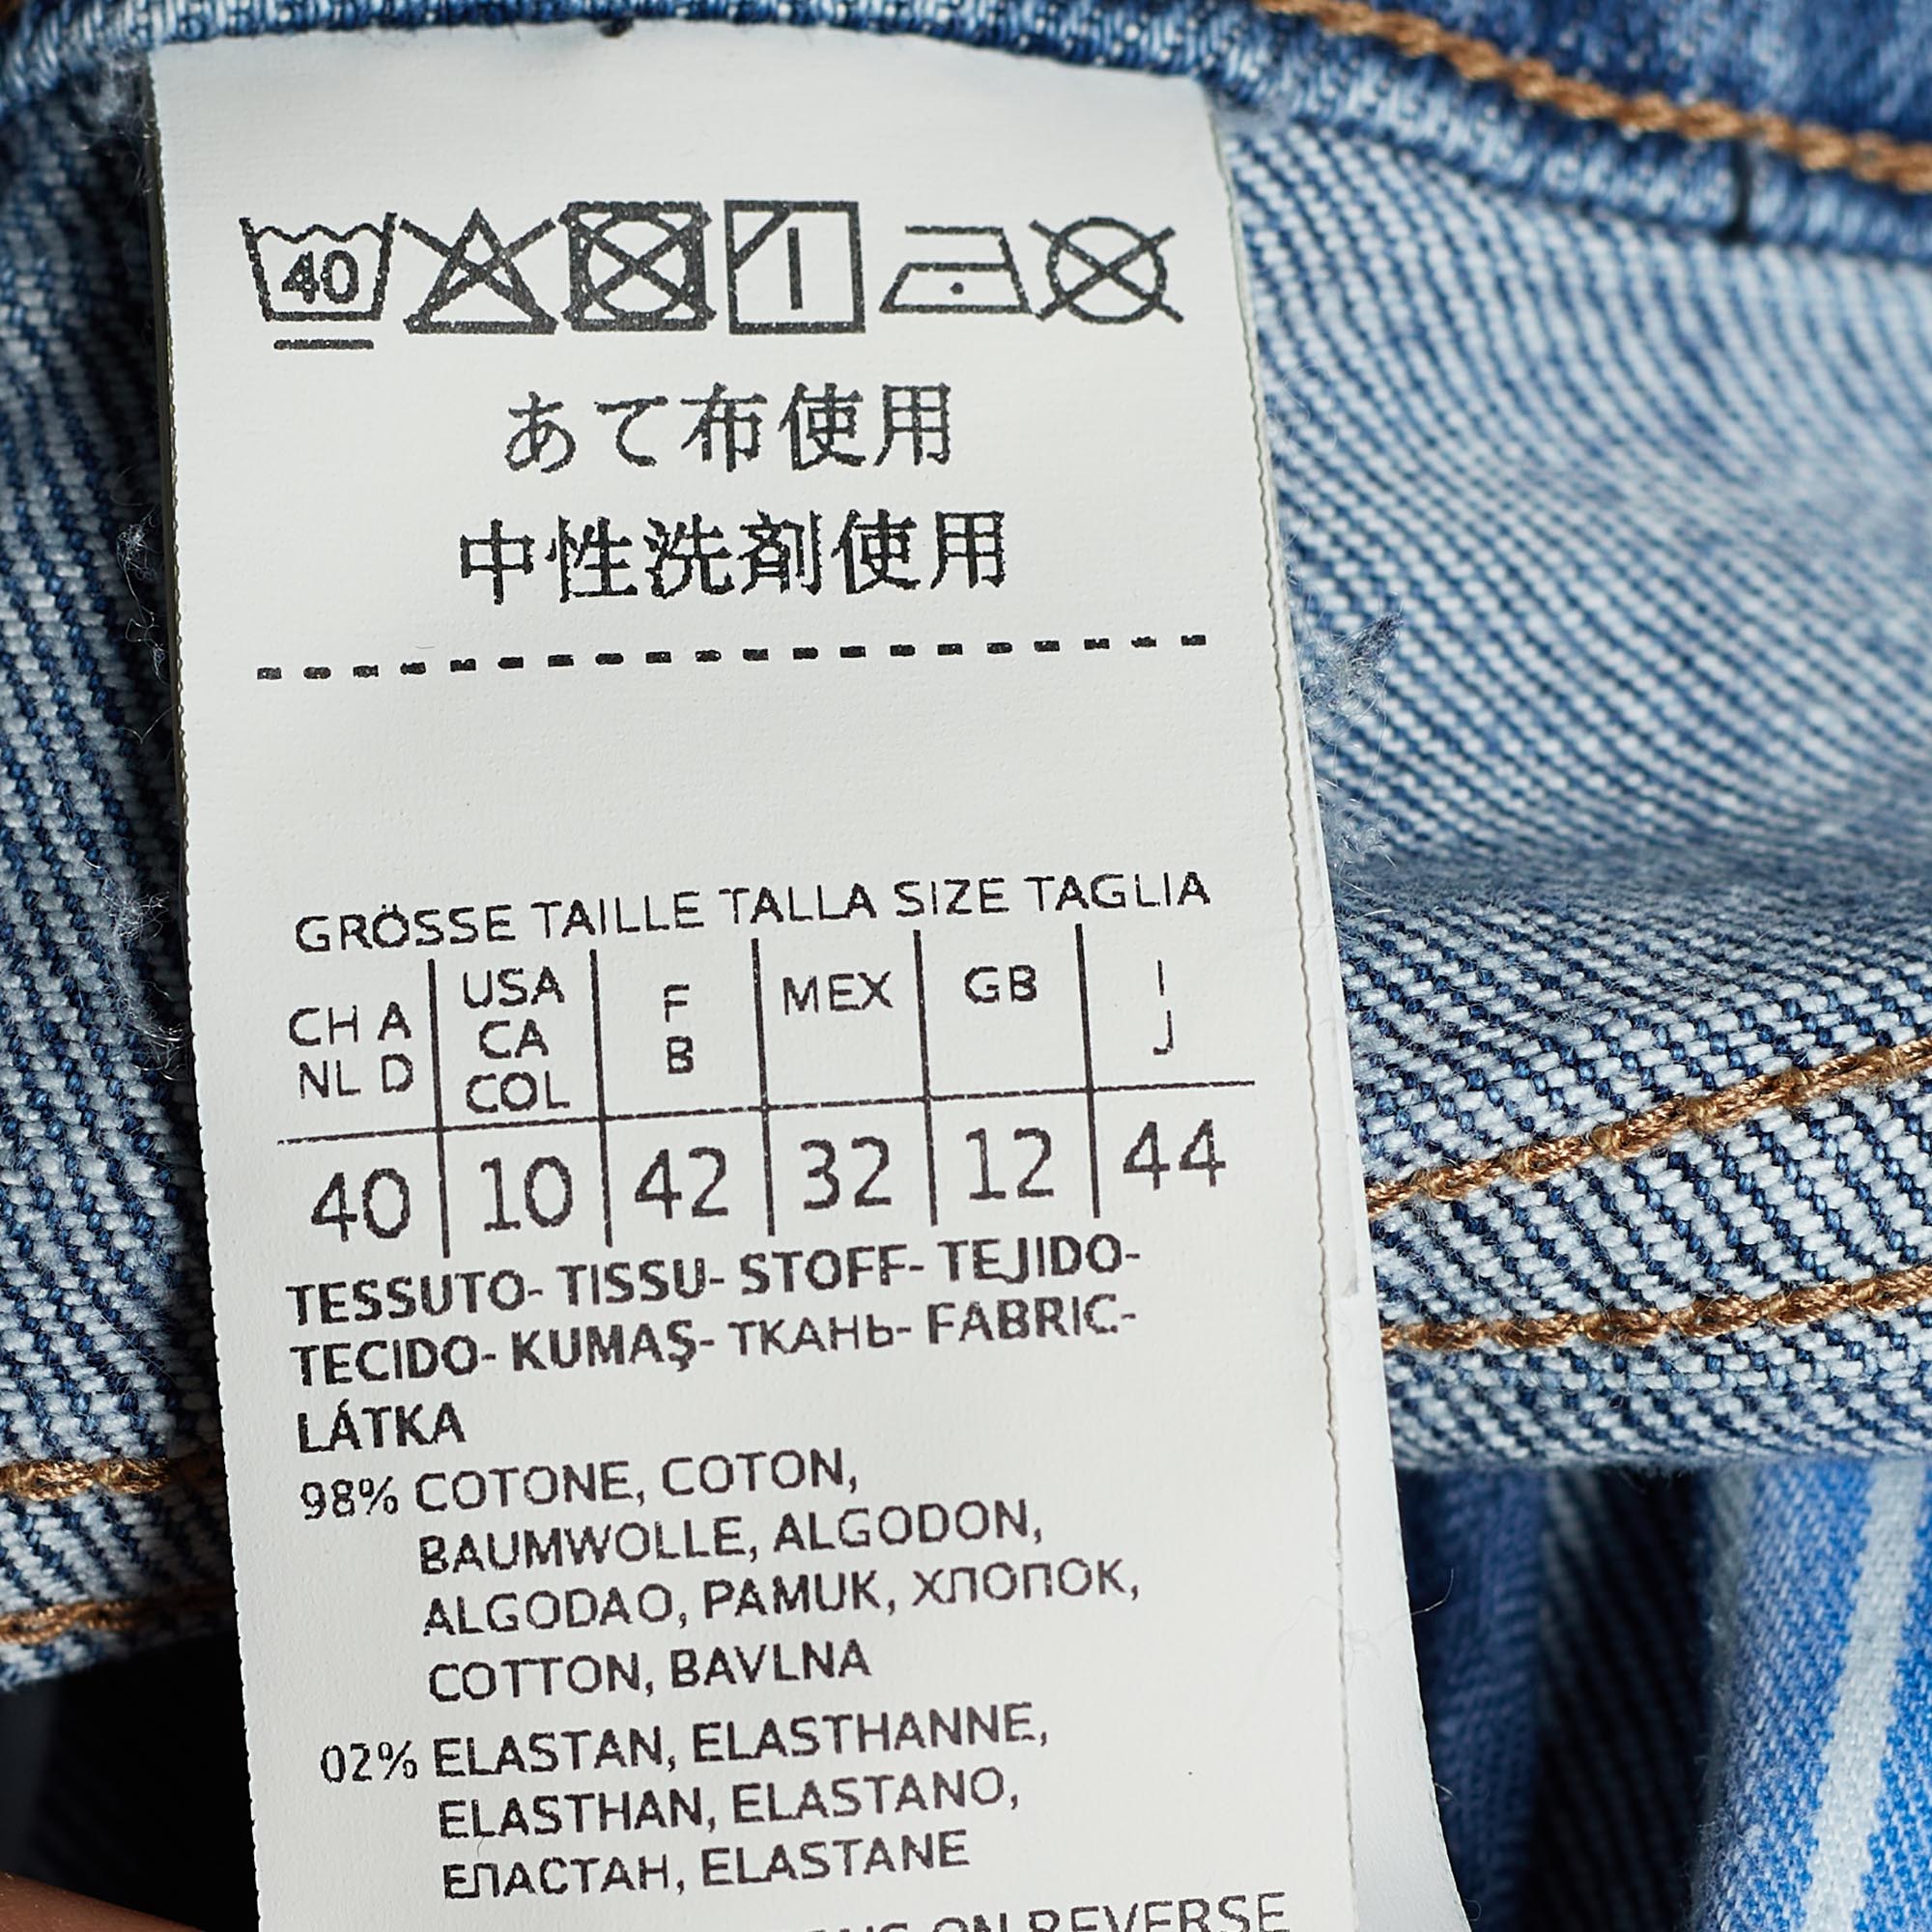 40
あて布使用
中性洗剤使用
GRÖSSE TAILLE TALLA SIZE TAGLIA
CH A NL D
USA CA COL
F B
MEX
GB
I J
40 10 42 32 12 44
TESSUTO- TISSU- STOFF- TEJIDO-
TECIDO- KUMAŞ- ТКАНЬ- FABRIC-
LÁTKA
98% COTONE, COTON,
BAUMWOLLE, ALGODON,
ALGODAO, PAMUK, ХЛОПОК,
COTTON, BAVLNA
02% ELASTAN, ELASTHANNE,
ELASTHAN, ELASTANO,
ЕЛАСТАН, ELASTANE
ON REVERSE